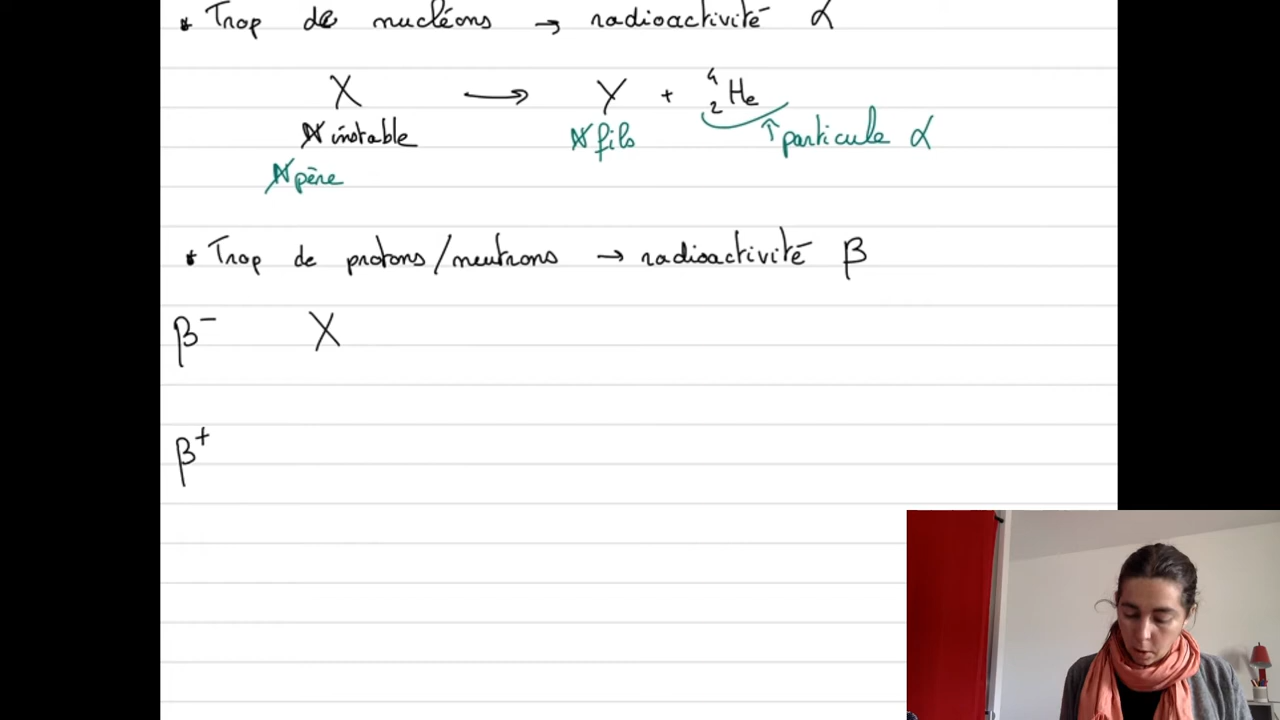 * Trop de nucléons → radioactivité α
X → Y + ⁴₂He
N instable N fils ↑ particule α
N père
* Trop de protons/neutrons → radioactivité β
β⁻ X
β⁺